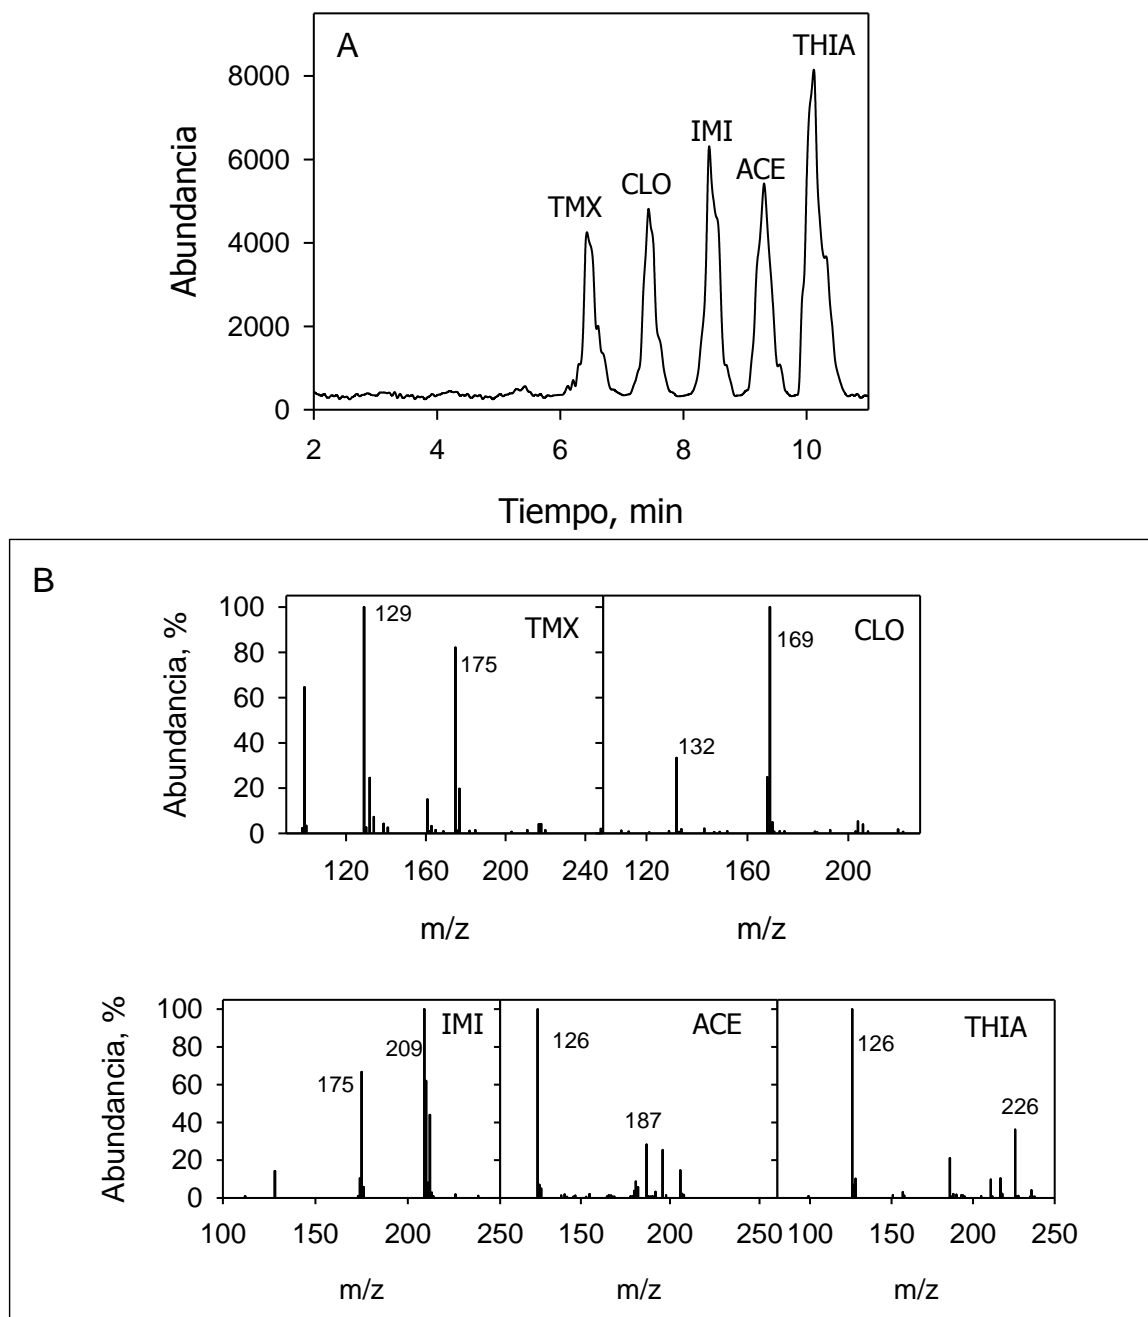 A
THIA
8000
IMI
6000
ACE
CLO
TMX
4000
2000
0
Abundancia
2 4 6 8 10
Tiempo, min
B
100
80
60
40
20
0
Abundancia, %
129
175
TMX
169
132
CLO
120 160 200 240 120 160 200
m/z m/z
100
80
60
40
20
0
Abundancia, %
IMI
209
175
ACE
126
187
THIA
126
226
100 150 200 250 150 200 250 100 150 200 250
m/z m/z m/z